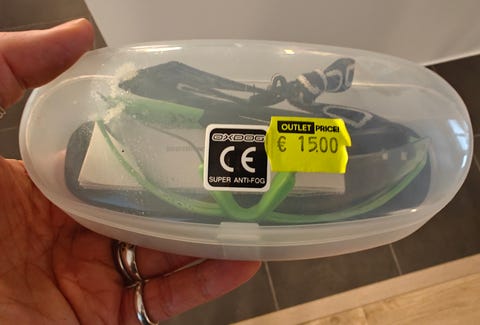 OXDOG
CE
SUPER ANTI-FOG
OUTLET PRICE!
€ 15.00